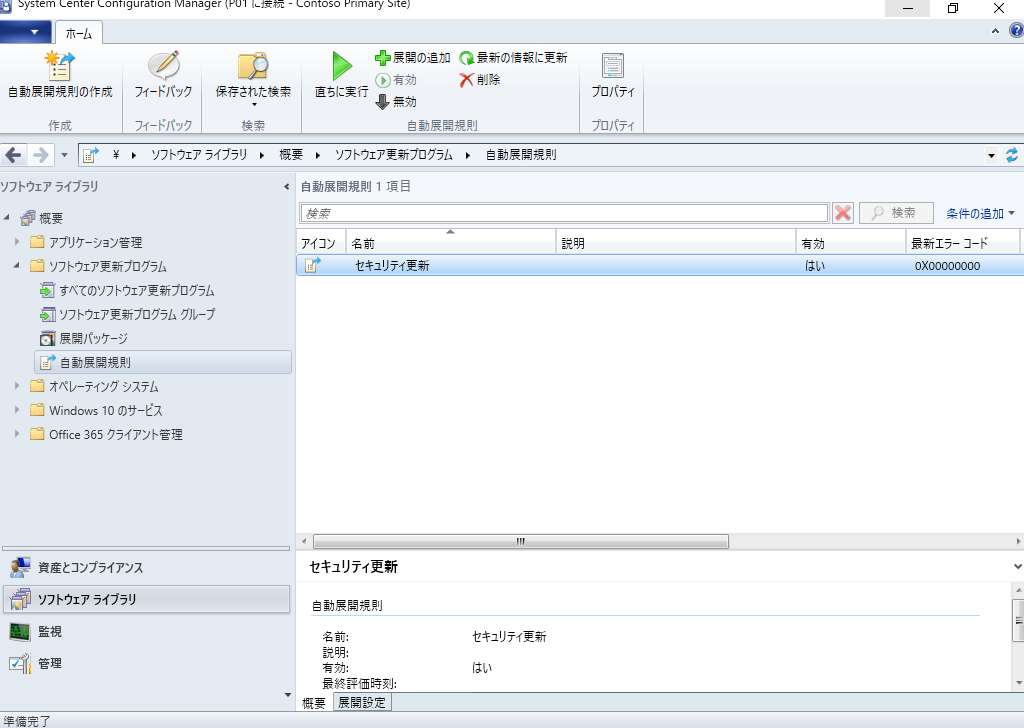 System Center Configuration Manager (P01 に接続 - Contoso Primary Site)
ホーム
自動展開規則の作成
フィードバック
保存された検索
直ちに実行
展開の追加
有効
無効
最新の情報に更新
削除
プロパティ
作成
フィードバック
検索
自動展開規則
プロパティ
¥ ソフトウェア ライブラリ 概要 ソフトウェア更新プログラム 自動展開規則
ソフトウェア ライブラリ
概要
アプリケーション管理
ソフトウェア更新プログラム
すべてのソフトウェア更新プログラム
ソフトウェア更新プログラム グループ
展開パッケージ
自動展開規則
オペレーティング システム
Windows 10 のサービス
Office 365 クライアント管理
資産とコンプライアンス
ソフトウェア ライブラリ
監視
管理
自動展開規則 1 項目
検索
検索
条件の追加
アイコン 名前 説明 有効 最新エラー コード
セキュリティ更新 はい 0X00000000
セキュリティ更新
自動展開規則
名前: セキュリティ更新
説明:
有効: はい
最終評価時刻:
概要 展開設定
準備完了